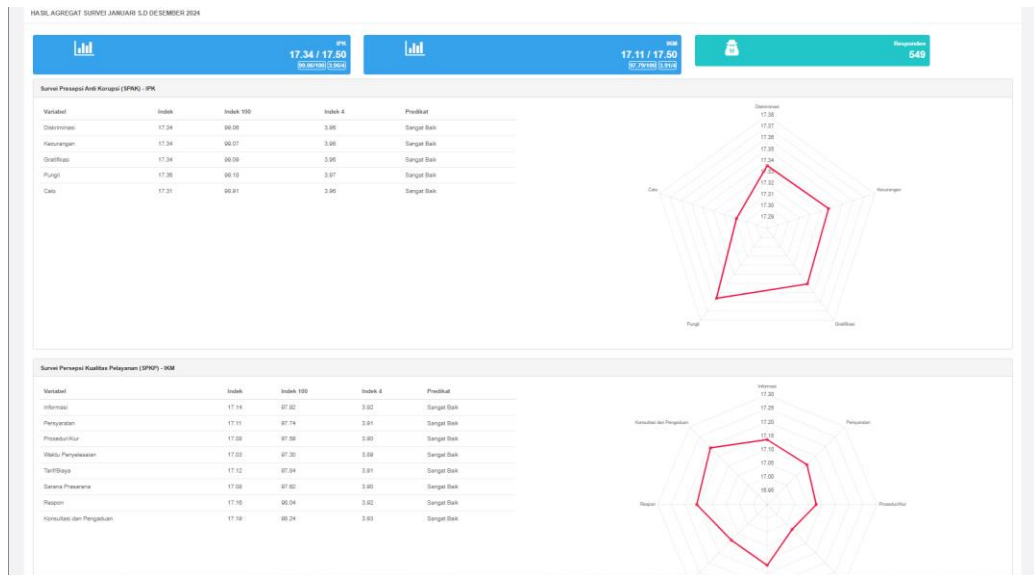 HASIL AGREGAT SURVEI JANUARI S.D DESEMBER 2024
IPK
17.34 / 17.50
99.06/100 3.96/4
IKM
17.11 / 17.50
97.79/100 3.91/4
Responden
549
Survei Presepsi Anti Korupsi (SPAK) - IPK
Variabel Indek Indek 100 Indek 4 Predikat
Diskriminasi 17.34 99.06 3.96 Sangat Baik
Kecurangan 17.34 99.07 3.96 Sangat Baik
Gratifikasi 17.34 99.09 3.96 Sangat Baik
Pungli 17.36 99.18 3.97 Sangat Baik
Calo 17.31 98.91 3.96 Sangat Baik
Diskriminasi
17.38
17.37
17.36
17.35
17.34
17.33
17.32
17.31
17.30
17.29
Calo
Kecurangan
Pungli
Gratifikasi
Survei Persepsi Kualitas Pelayanan (SPKP) - IKM
Variabel Indek Indek 100 Indek 4 Predikat
Informasi 17.14 97.92 3.92 Sangat Baik
Persyaratan 17.11 97.74 3.91 Sangat Baik
Prosedur/Alur 17.08 97.59 3.90 Sangat Baik
Waktu Penyelesaian 17.03 97.30 3.89 Sangat Baik
Tarif/Biaya 17.12 97.84 3.91 Sangat Baik
Sarana Prasarana 17.08 97.62 3.90 Sangat Baik
Respon 17.16 98.04 3.92 Sangat Baik
Konsultasi dan Pengaduan 17.19 98.24 3.93 Sangat Baik
Informasi
17.30
17.25
17.20
17.15
17.10
17.05
17.00
16.95
Konsultasi dan Pengaduan
Persyaratan
Respon
Prosedur/Alur